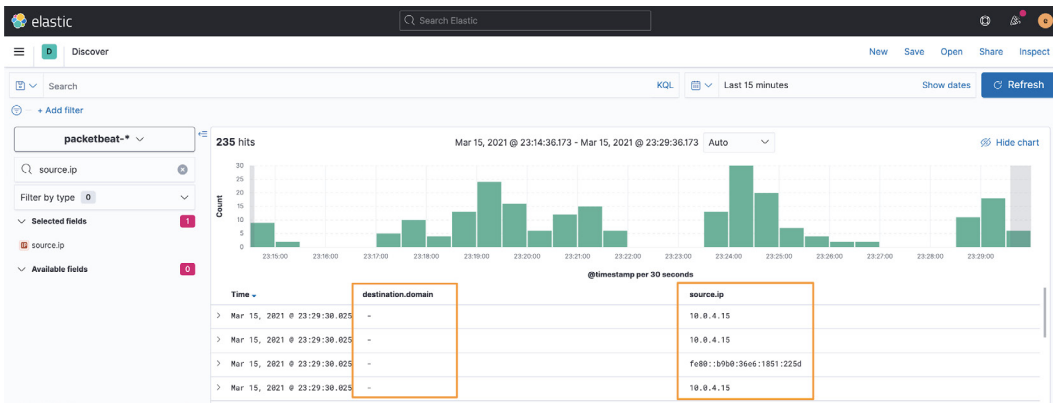 elastic
Search Elastic
e
D Discover
New Save Open Share Inspect
Search
KQL
Last 15 minutes
Show dates
Refresh
+ Add filter
packetbeat-*
235 hits
Mar 15, 2021 @ 23:14:36.173 - Mar 15, 2021 @ 23:29:36.173
Auto
Hide chart
source.ip
Filter by type 0
Selected fields 1
IP source.ip
Available fields 0
Count
30
25
20
15
10
5
0
23:15:00 23:16:00 23:17:00 23:18:00 23:19:00 23:20:00 23:21:00 23:22:00 23:23:00 23:24:00 23:25:00 23:26:00 23:27:00 23:28:00 23:29:00
@timestamp per 30 seconds
Time destination.domain source.ip
> Mar 15, 2021 @ 23:29:30.025 - 10.0.4.15
> Mar 15, 2021 @ 23:29:30.025 - 10.0.4.15
> Mar 15, 2021 @ 23:29:30.025 - fe80::b9b0:36e6:1851:225d
> Mar 15, 2021 @ 23:29:30.025 - 10.0.4.15